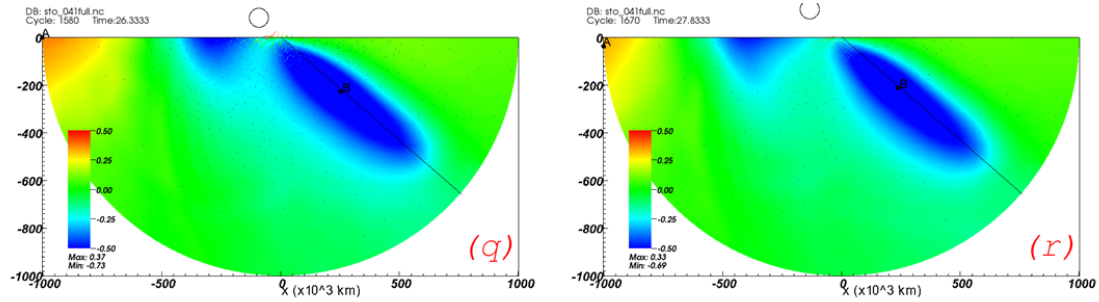 DB: sto_041full.nc
Cycle: 1580 Time:26.3333
A
0
-200
-400
-600
-800
-1000
B
0.50
0.25
0.00
-0.25
-0.50
Max: 0.37
Min: -0.73
(q)
-1000 -500 0 500 1000
x (x10^3 km)
DB: sto_041full.nc
Cycle: 1670 Time:27.8333
0
A
-200
-400
-600
-800
-1000
B
0.50
0.25
0.00
-0.25
-0.50
Max: 0.33
Min: -0.69
(r)
-1000 -500 0 500 1000
x (x10^3 km)